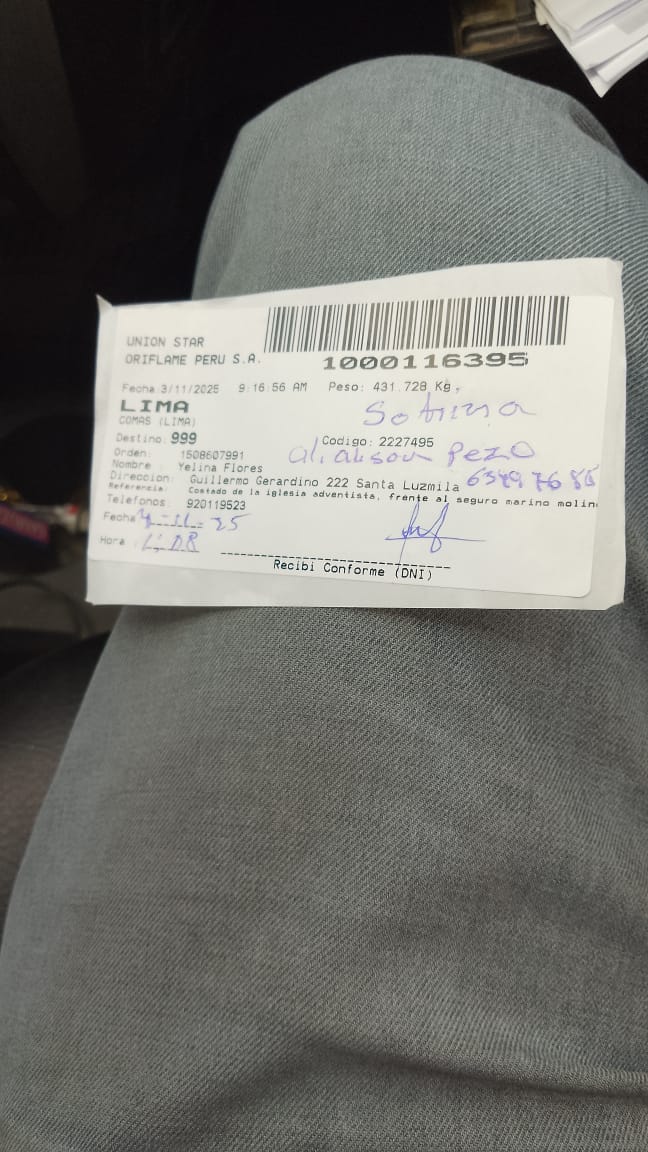 UNION STAR
ORIFLAME PERU S.A.
1000116395
Fecha 3/11/2025 9:16:56 AM Peso: 431.728 Kg.
LIMA
COMAS (LIMA)
Sobrina
Destino: 999
Codigo: 2227495
Orden: 1508607991
Pezo
Nombre : Yelina Flores
Direccion: Guillermo Gerardino 222 Santa Luzmila
Referencia: Costado de la iglesia adventista, frente al seguro marino molin
Telefonos: 920119523
Fecha 4-11-25
Hora :
Recibi Conforme (DNI)